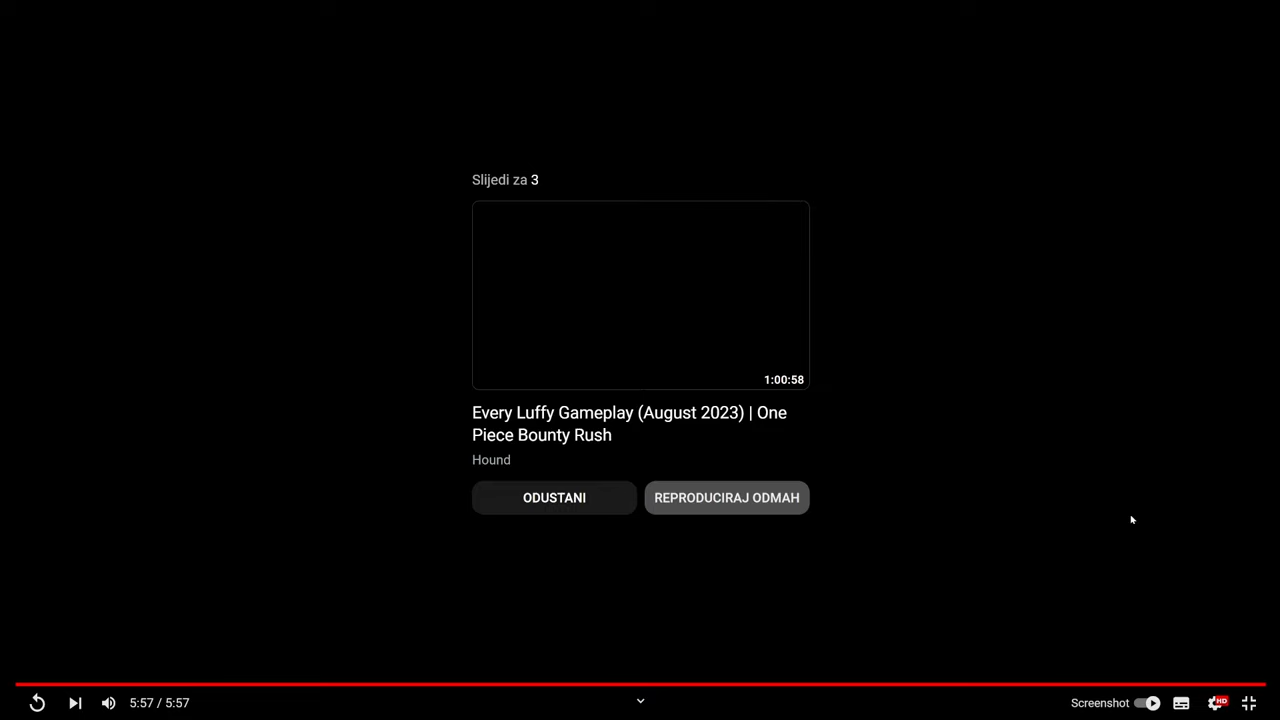 Slijedi za 3
1:00:58
Every Luffy Gameplay (August 2023) | One
Piece Bounty Rush
Hound
ODUSTANI
REPRODUCIRAJ ODMAH
5:57 / 5:57
Screenshot
HD